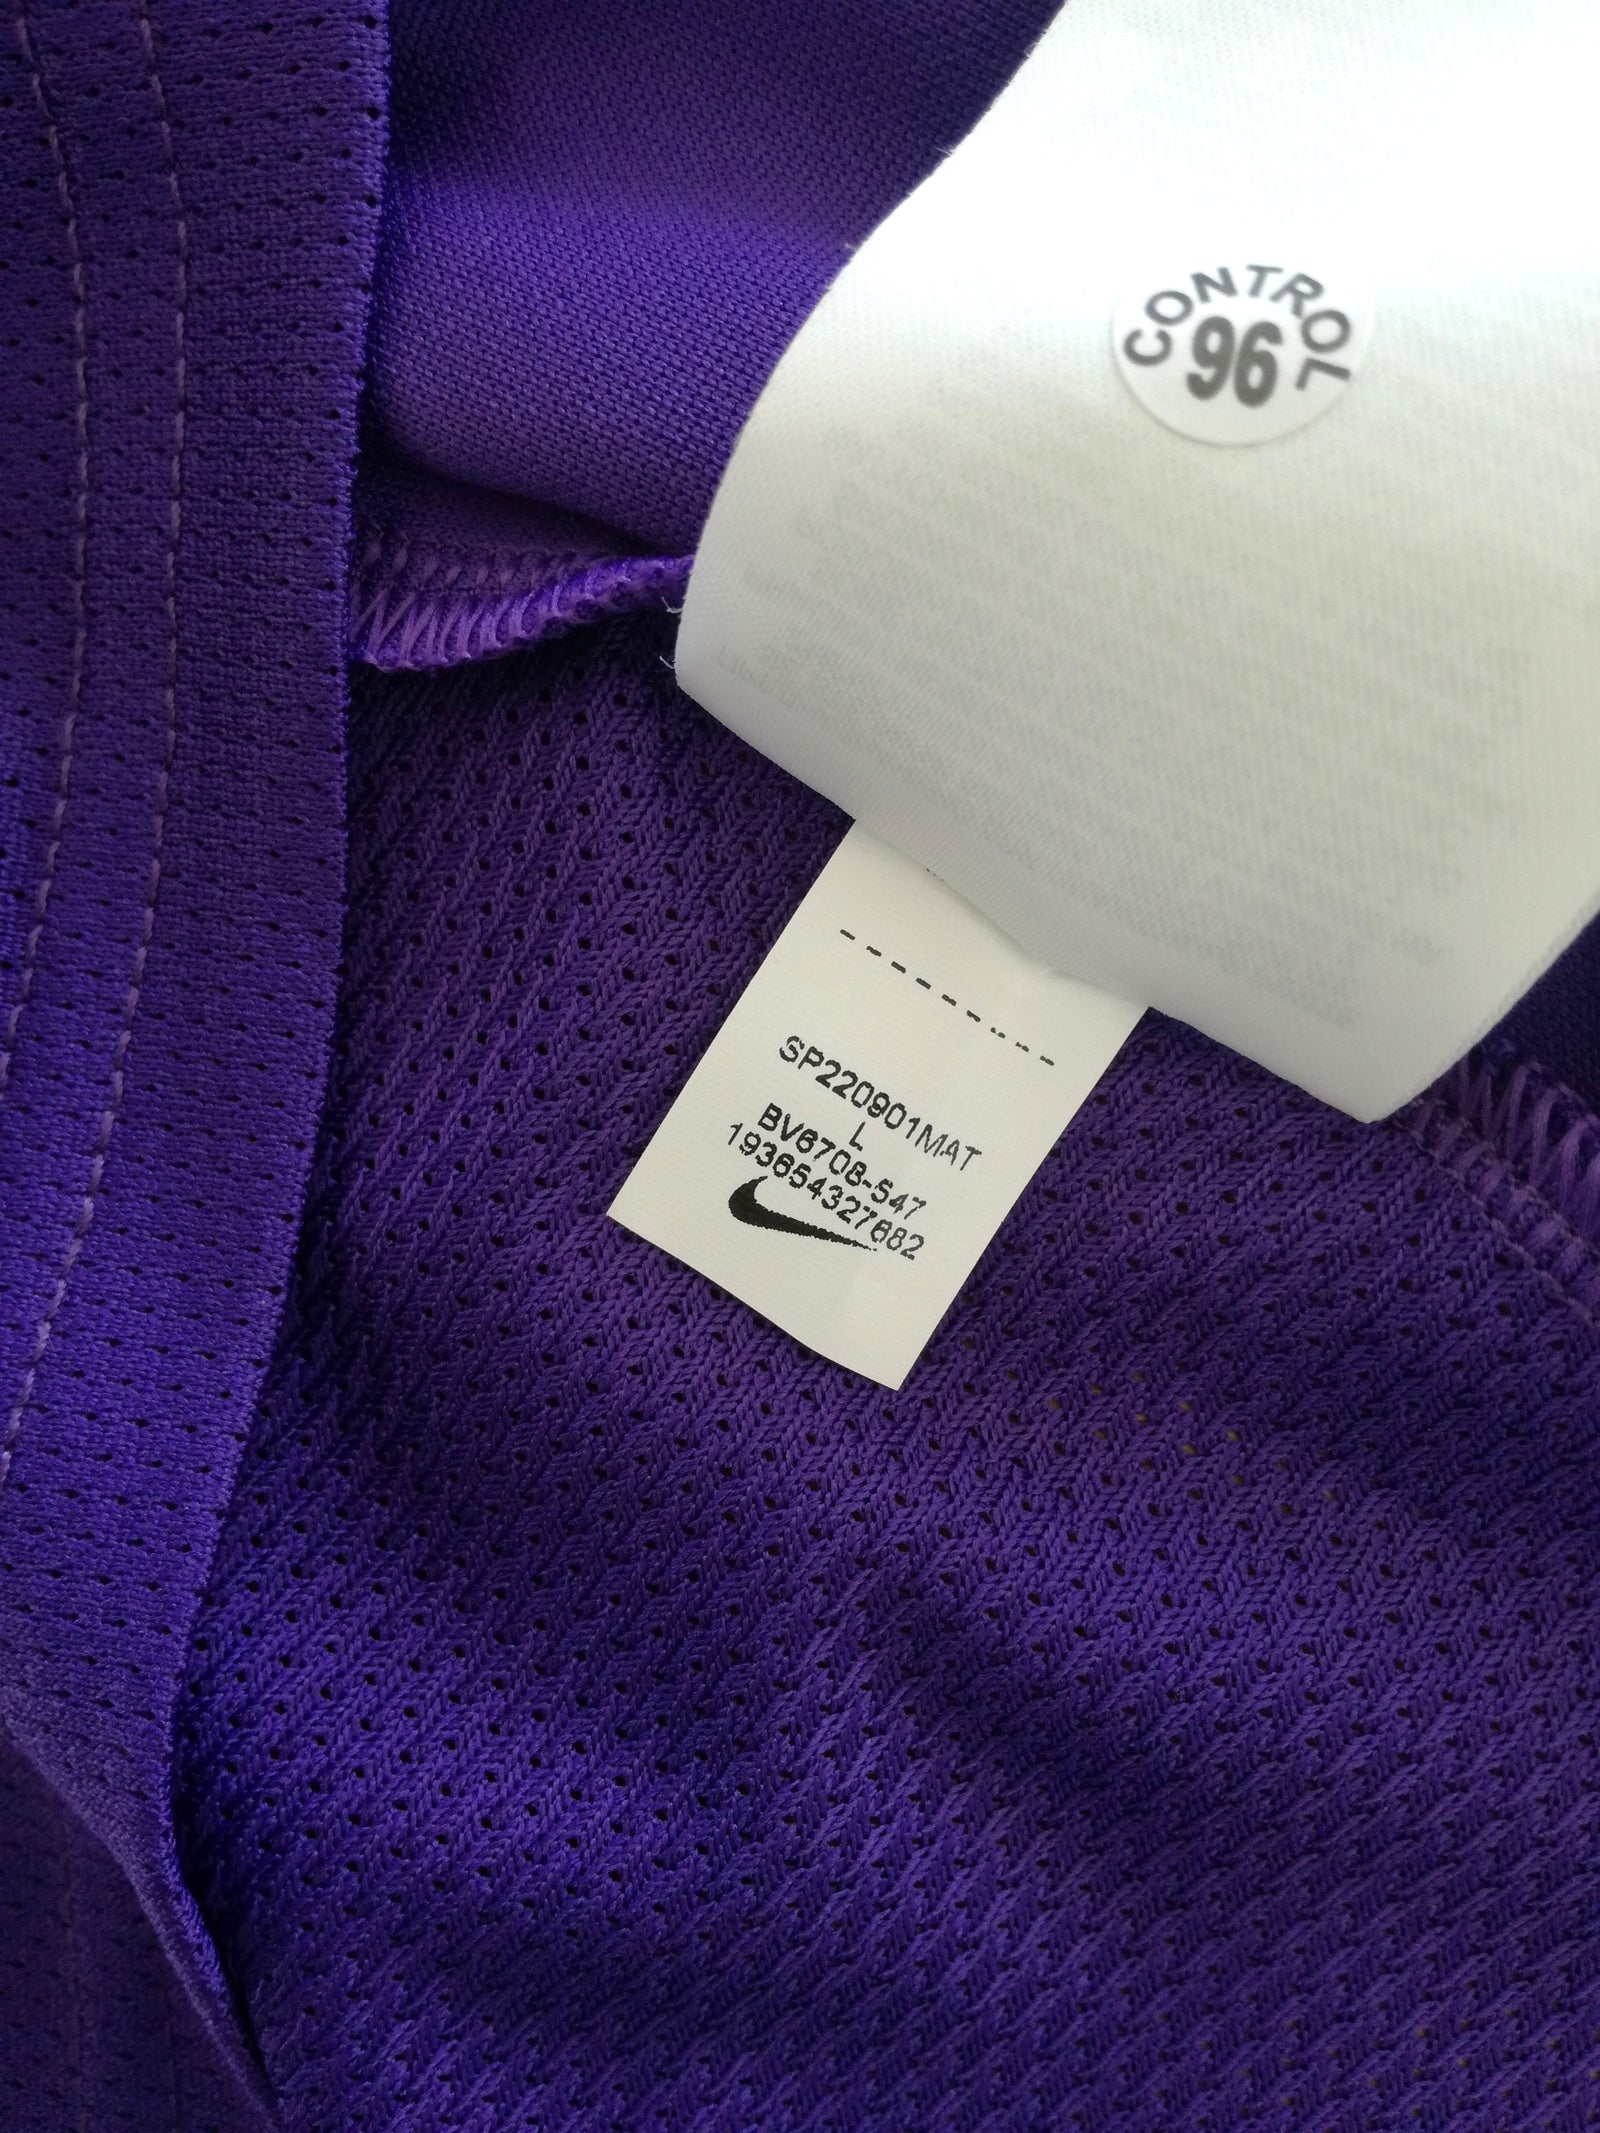 CONTROL
96
SP220901MAT
L
BV6708-547
193654327682